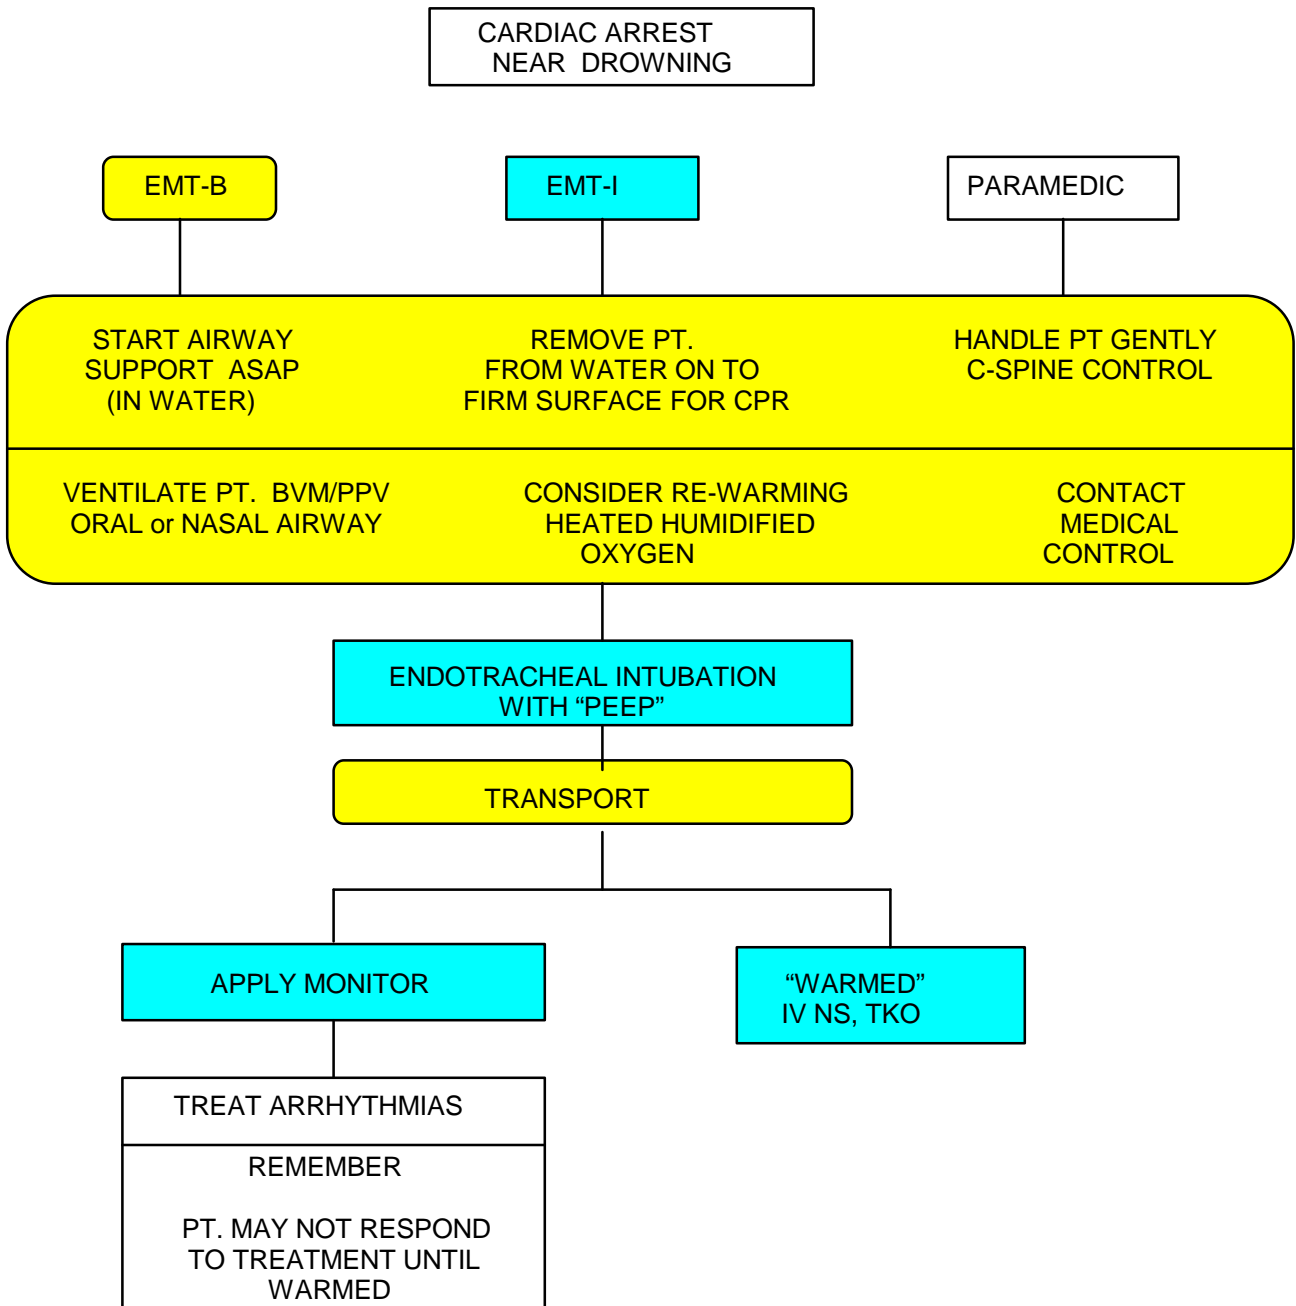 CARDIAC ARREST
NEAR DROWNING
EMT-B
EMT-I
PARAMEDIC
START AIRWAY
SUPPORT ASAP
(IN WATER)
REMOVE PT.
FROM WATER ON TO
FIRM SURFACE FOR CPR
HANDLE PT GENTLY
C-SPINE CONTROL
VENTILATE PT. BVM/PPV
ORAL or NASAL AIRWAY
CONSIDER RE-WARMING
HEATED HUMIDIFIED
OXYGEN
CONTACT
MEDICAL
CONTROL
ENDOTRACHEAL INTUBATION
WITH “PEEP”
TRANSPORT
APPLY MONITOR
“WARMED”
IV NS, TKO
TREAT ARRHYTHMIAS
REMEMBER
PT. MAY NOT RESPOND
TO TREATMENT UNTIL
WARMED